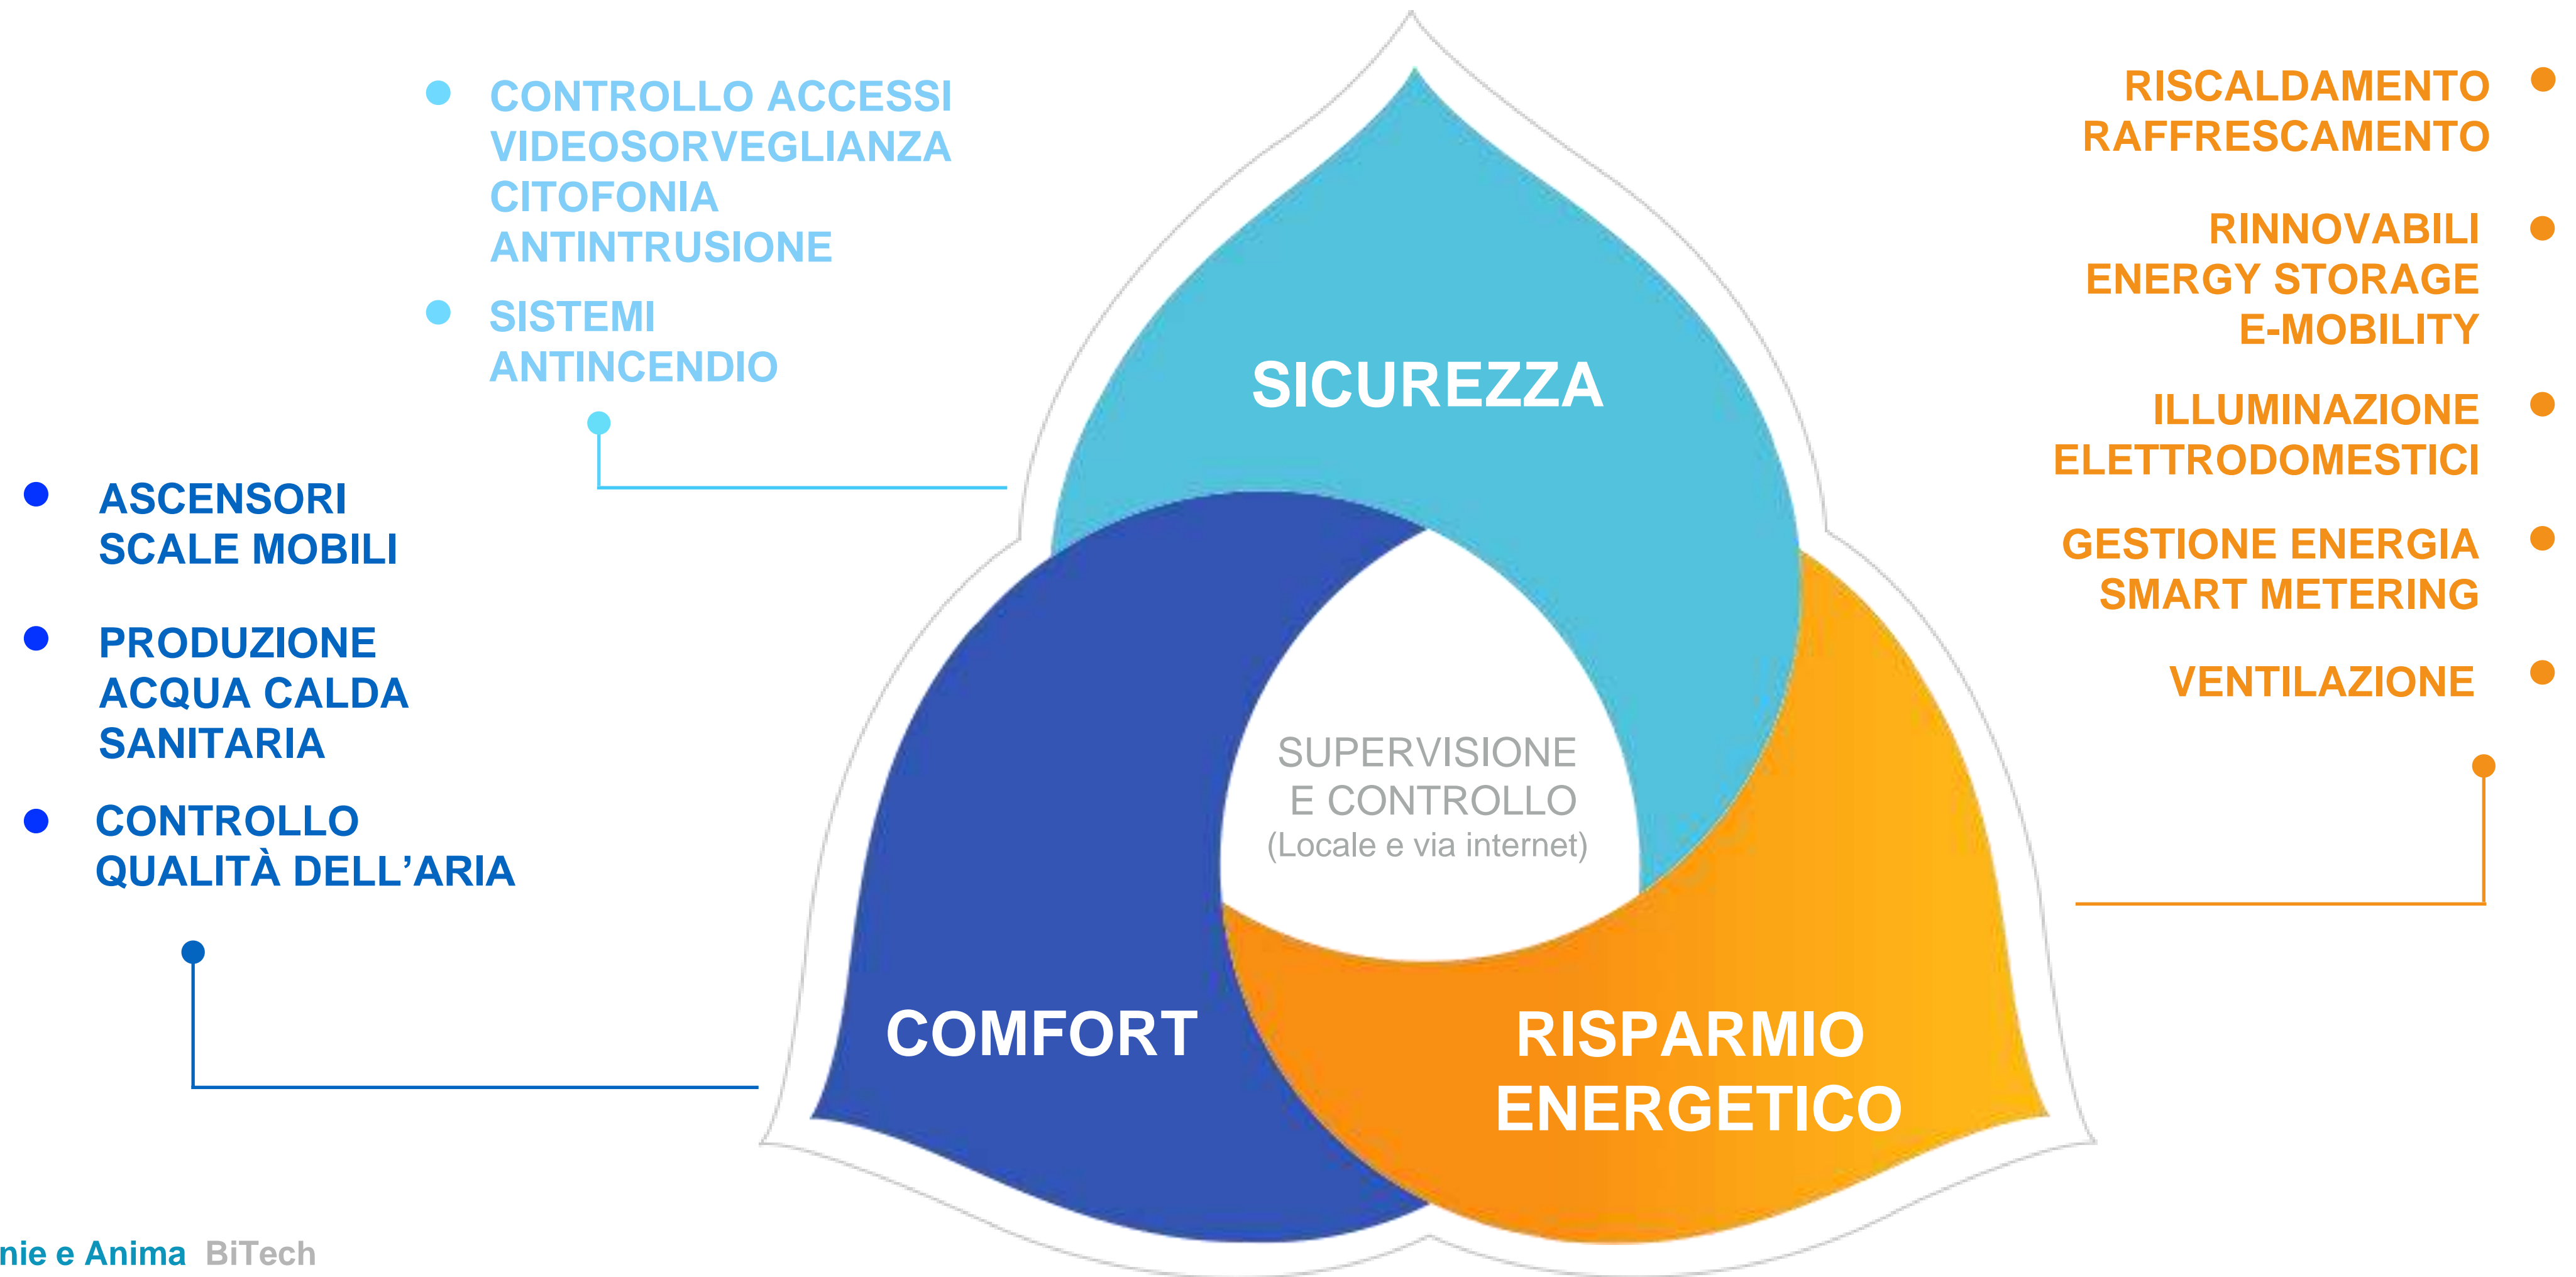 CONTROLLO ACCESSI
VIDEOSORVEGLIANZA
CITOFONIA
ANTINTRUSIONE
SISTEMI
ANTINCENDIO
ASCENSORI
SCALE MOBILI
PRODUZIONE
ACQUA CALDA
SANITARIA
CONTROLLO
QUALITÀ DELL’ARIA
SICUREZZA
SUPERVISIONE
E CONTROLLO
(Locale e via internet)
COMFORT
RISPARMIO
ENERGETICO
RISCALDAMENTO
RAFFRESCAMENTO
RINNOVABILI
ENERGY STORAGE
E-MOBILITY
ILLUMINAZIONE
ELETTRODOMESTICI
GESTIONE ENERGIA
SMART METERING
VENTILAZIONE
nie e Anima BiTech